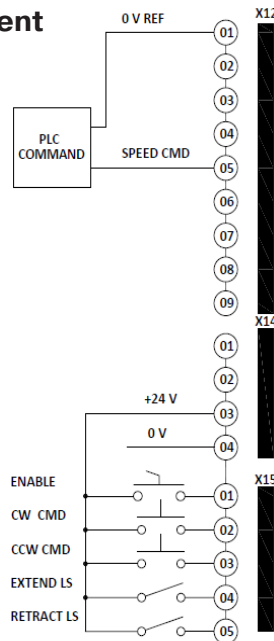 ent
0 V REF
X12
01
02
03
04
PLC
COMMAND
SPEED CMD
05
06
07
08
09
X14
01
02
+24 V
03
0 V
04
X15
ENABLE
01
CW CMD
02
CCW CMD
03
EXTEND LS
04
RETRACT LS
05